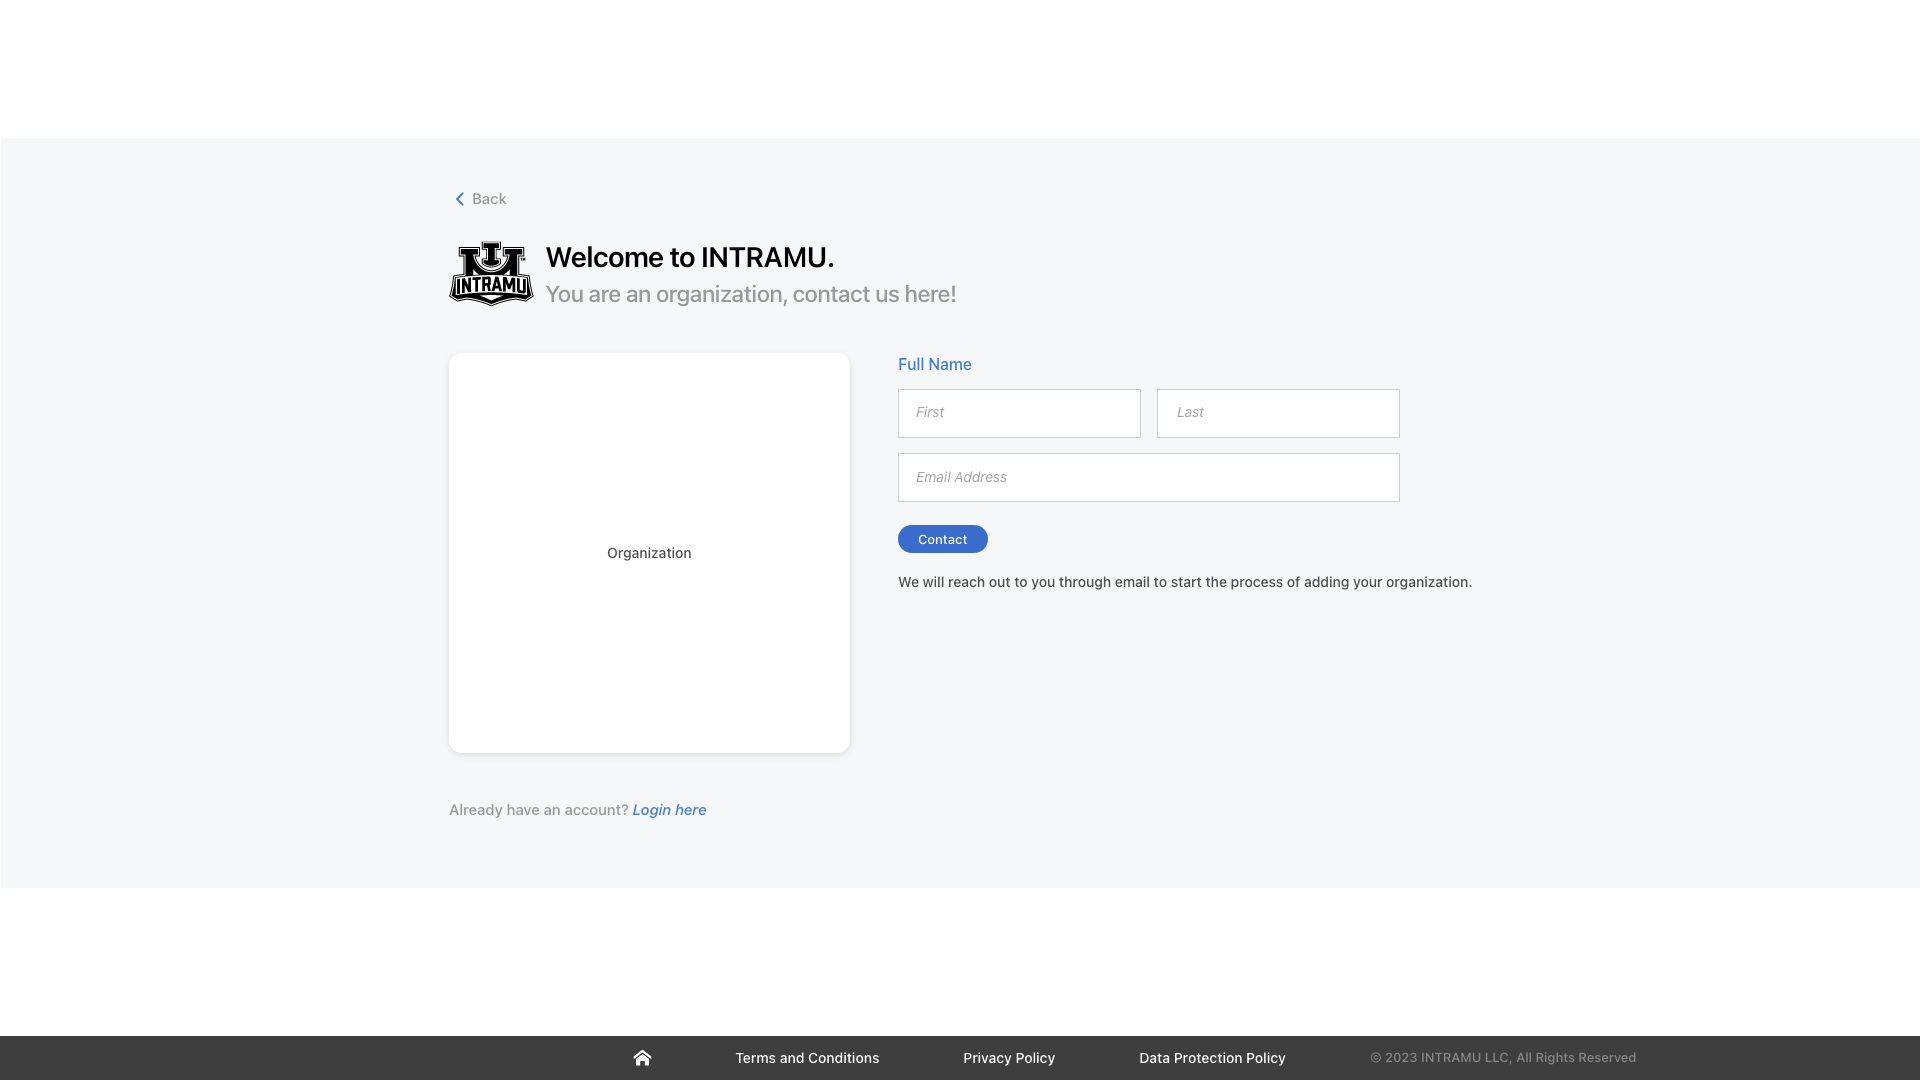 Back
INTRAMU
Welcome to INTRAMU.
You are an organization, contact us here!
Full Name
First
Last
Email Address
Organization
Contact
We will reach out to you through email to start the process of adding your organization.
Already have an account? Login here
Terms and Conditions
Privacy Policy
Data Protection Policy
© 2023 INTRAMU LLC, All Rights Reserved